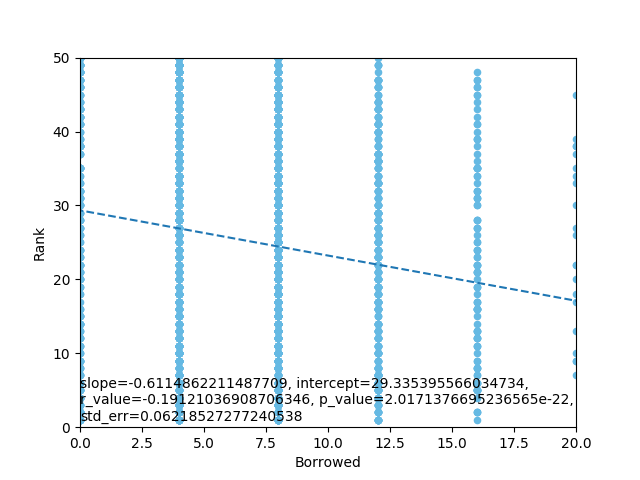 50
40
30
20
10
0
Rank
slope=-0.6114862211487709, intercept=29.335395566034734,
r_value=-0.19121036908706346, p_value=2.0171376695236565e-22,
std_err=0.06218527277240538
0.0 2.5 5.0 7.5 10.0 12.5 15.0 17.5 20.0
Borrowed